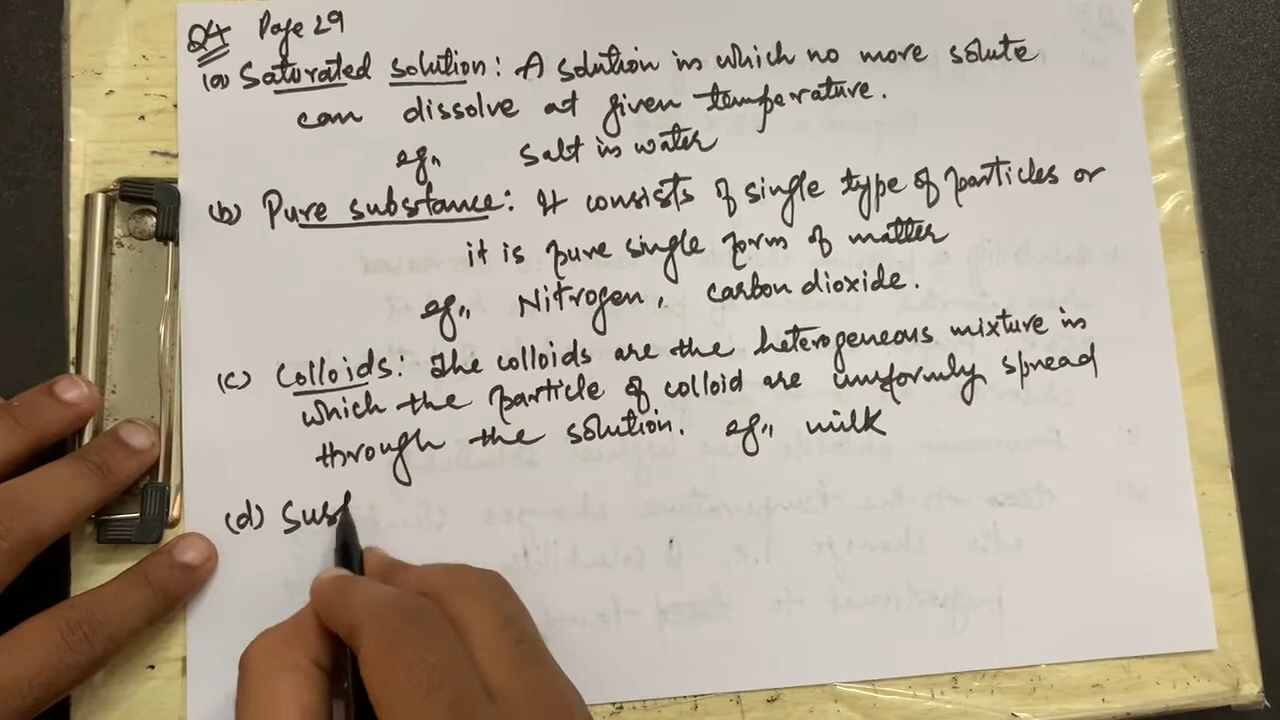 Q4 Page 29
(a) Saturated solution: A solution in which no more solute
can dissolve at given temperature.
eg,, Salt in water
(b) Pure substance: It consists of single type of particles or
it is pure single form of matter
eg,, Nitrogen, carbon dioxide.
(c) Colloids: The colloids are the heterogeneous mixture in
which the particle of colloid are uniformly spread
through the solution. eg,, milk
(d) Susp